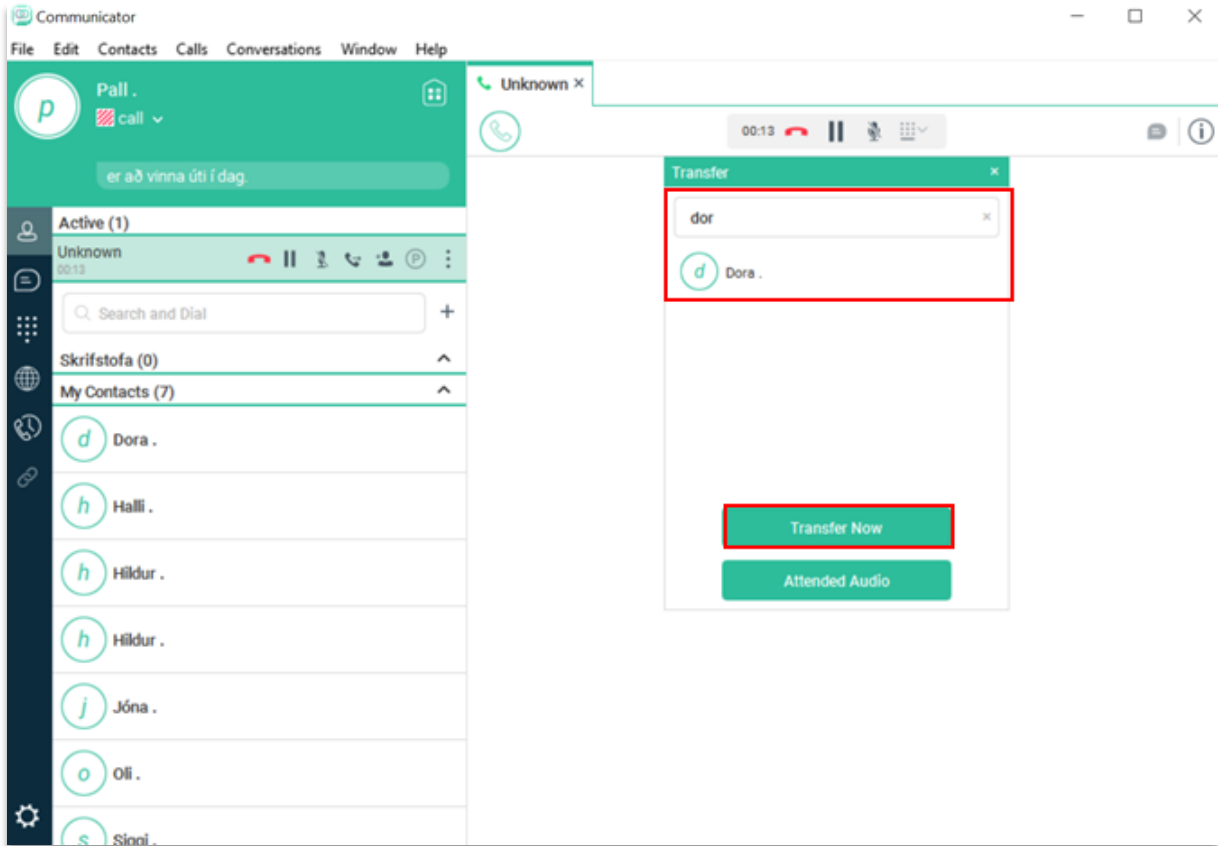 Communicator
File Edit Contacts Calls Conversations Window Help
p
Pall .
call
er að vinna úti í dag.
Active (1)
Unknown
00:13
P
Search and Dial
Skrifstofa (0)
My Contacts (7)
d Dora .
h Halli .
h Hildur .
h Hildur .
j Jóna .
o Oli .
s Siggi .
Unknown
00:13
Transfer
dor
d Dora .
Transfer Now
Attended Audio